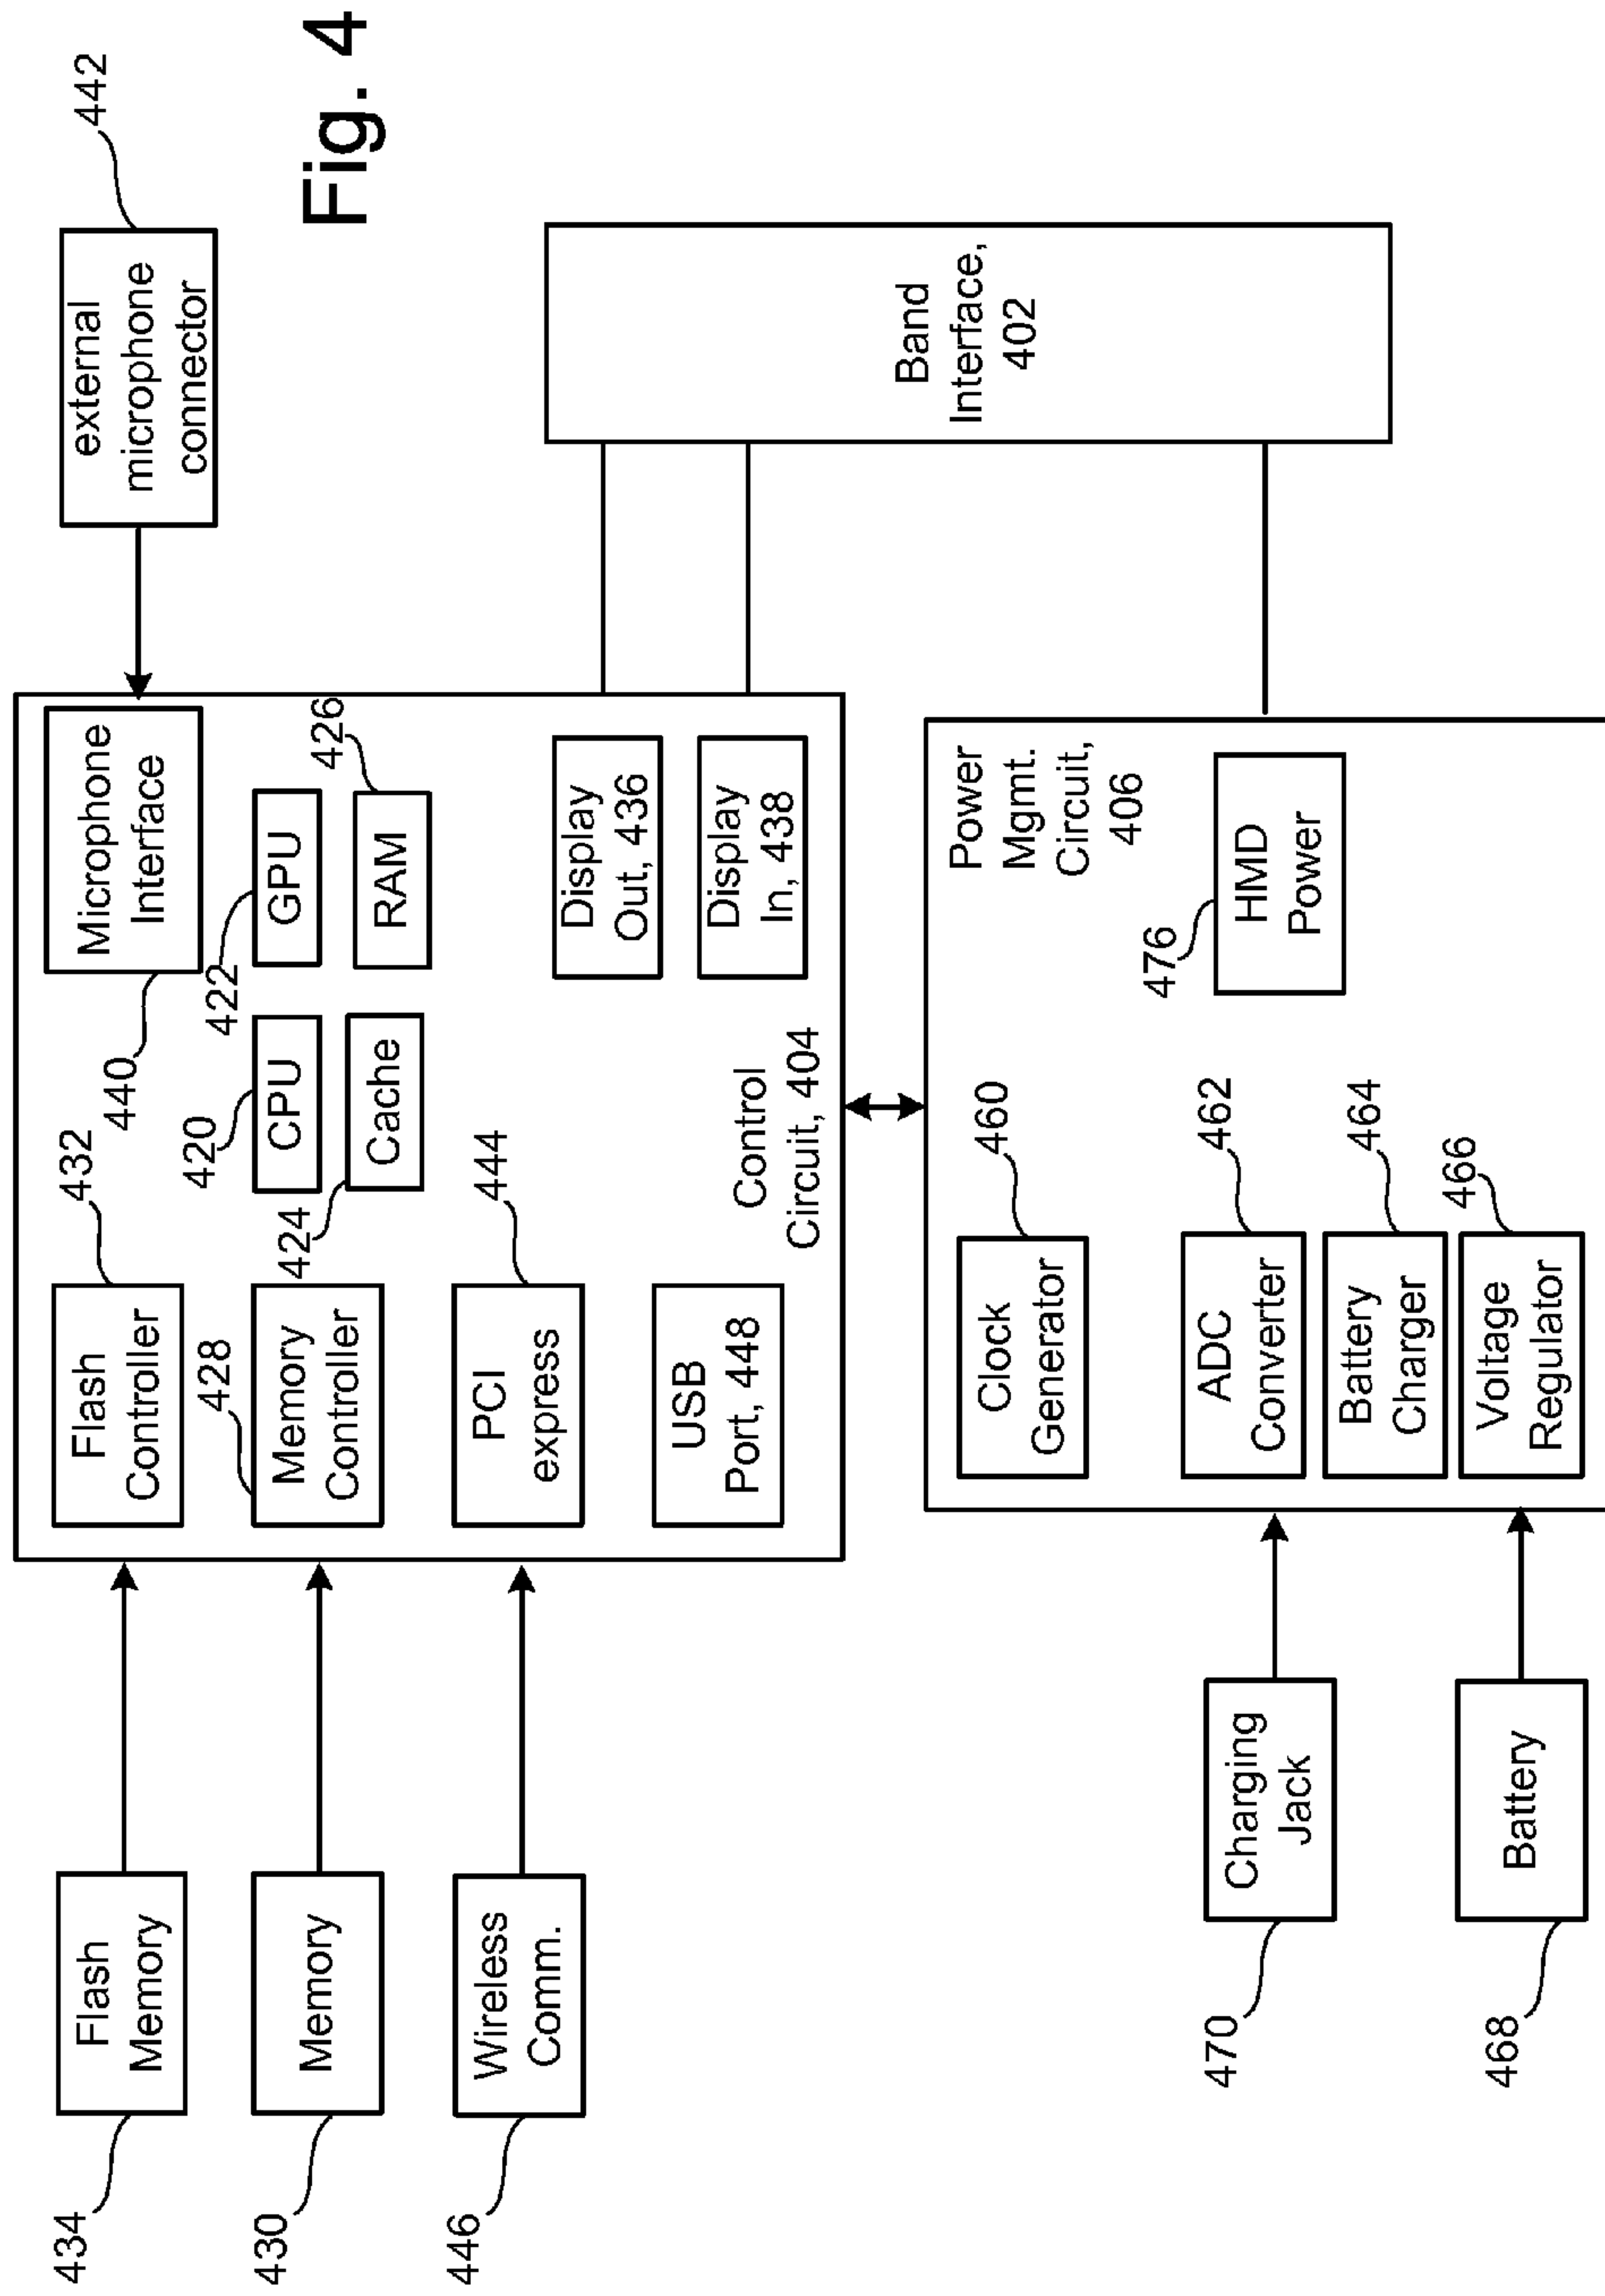 434
Flash
Memory
430
Memory
446
Wireless
Comm.
432
Flash
Controller
428
Memory
Controller
444
PCI
express
USB
Port, 448
440
Microphone
Interface
420
CPU
422
GPU
424
Cache
426
RAM
Display
Out, 436
Display
In, 438
Control
Circuit, 404
442
external
microphone
connector
Fig. 4
Band
Interface,
402
470
Charging
Jack
468
Battery
460
Clock
Generator
462
ADC
Converter
464
Battery
Charger
466
Voltage
Regulator
Power
Mgmt.
Circuit,
406
476
HMD
Power